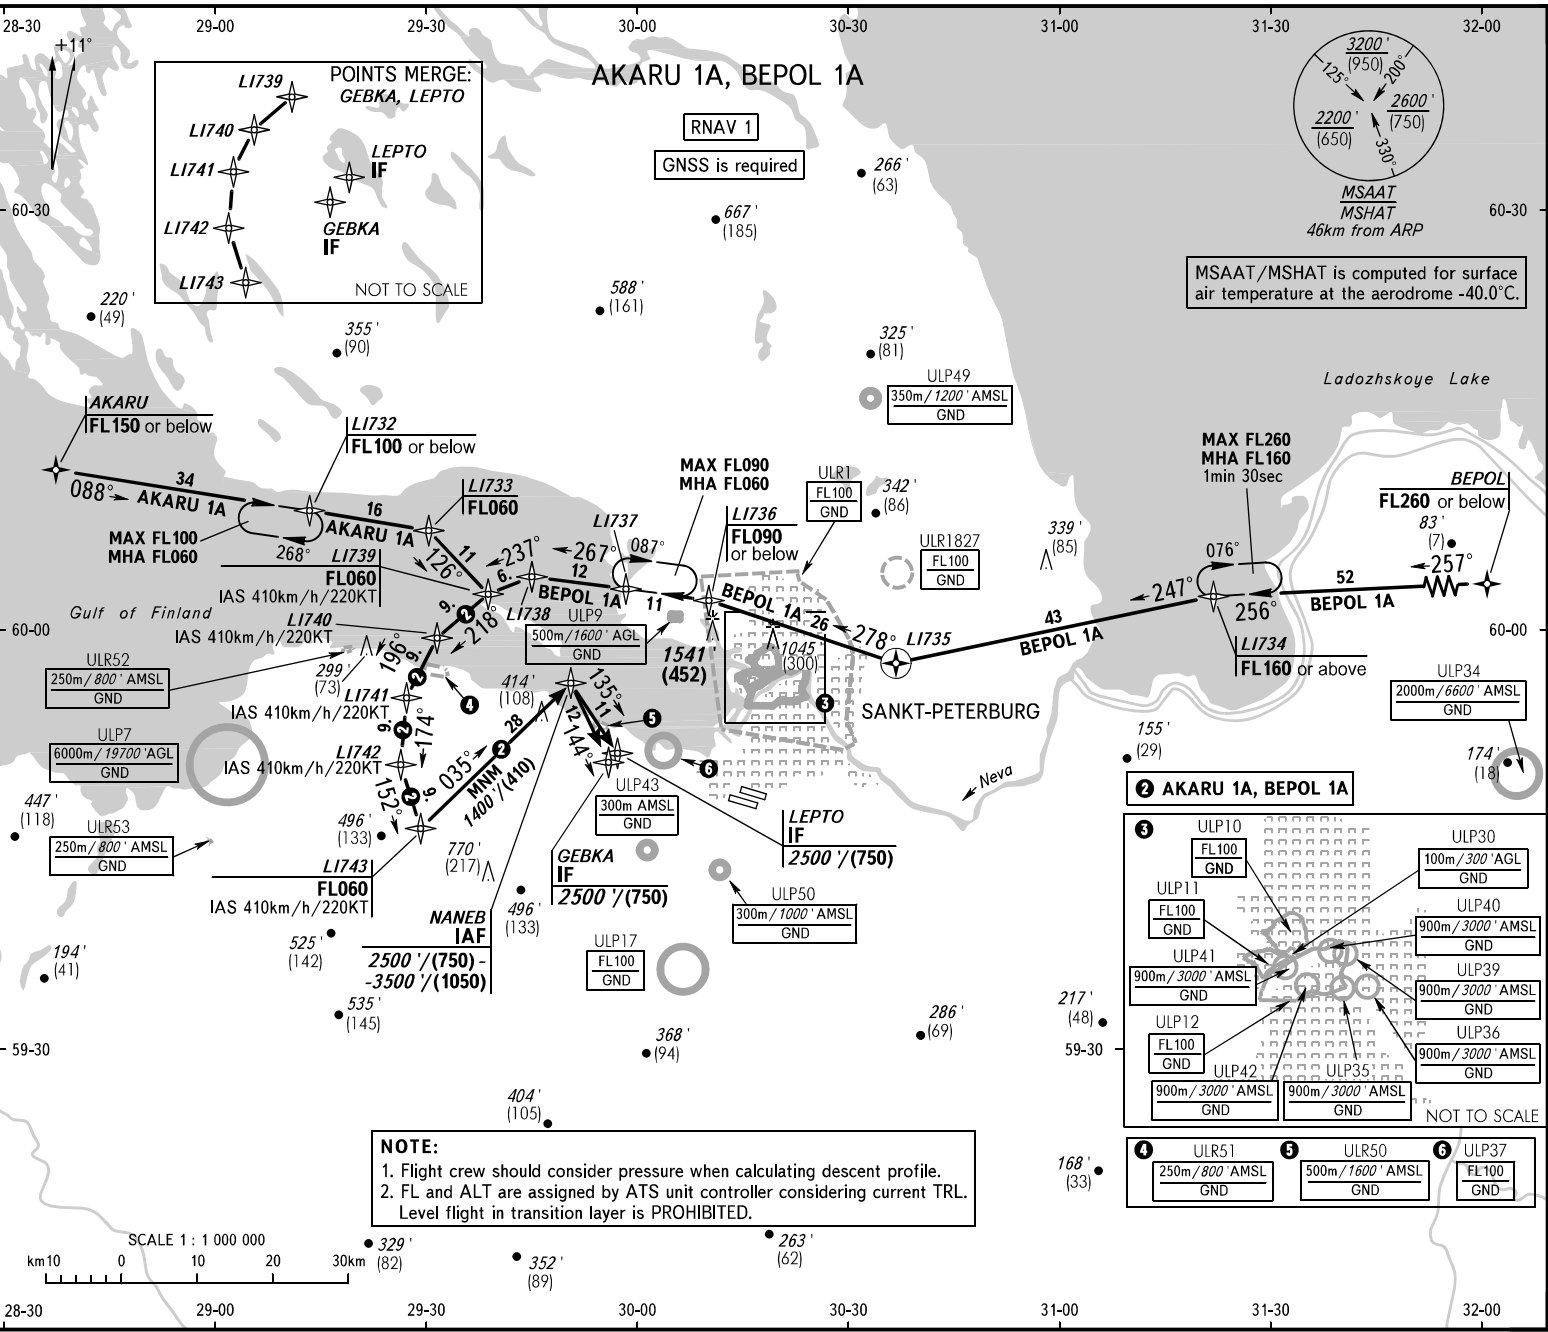 28-30
29-00
29-30
30-00
30-30
31-00
31-30
32-00
+11°
POINTS MERGE:
GEBKA, LEPTO
LI739
LI740
LI741
LI742
LI743
LEPTO
IF
GEBKA
IF
NOT TO SCALE
AKARU 1A, BEPOL 1A
RNAV 1
GNSS is required
3200'
(950)
125°
200°
2200'
(650)
2600'
(750)
330°
MSAAT
MSHAT
46km from ARP
MSAAT/MSHAT is computed for surface
air temperature at the aerodrome -40.0°C.
60-30
60-30
266'
(63)
667'
(185)
588'
(161)
220'
(49)
355'
(90)
325'
(81)
ULP49
350m/1200' AMSL
GND
Ladozhskoye Lake
AKARU
FL150 or below
LI732
FL100 or below
34
088°
AKARU 1A
16
AKARU 1A
MAX FL100
MHA FL060
268°
LI733
FL060
11
126°
LI739
FL060
IAS 410km/h/220KT
237°
6.
267°
12
BEPOL 1A
LI738
LI737
087°
MAX FL090
MHA FL060
11
LI736
FL090
or below
ULR1
FL100
GND
342'
(86)
ULR1827
FL100
GND
339'
(85)
MAX FL260
MHA FL160
1min 30sec
BEPOL
FL260 or below
83'
(7)
257°
52
BEPOL 1A
076°
256°
247°
43
BEPOL 1A
LI734
FL160 or above
LI735
278°
26
BEPOL 1A
Gulf of Finland
60-00
60-00
LI740
IAS 410km/h/220KT
9.
2
218°
196°
9.
2
299'
(73)
ULR52
250m/800' AMSL
GND
LI741
IAS 410km/h/220KT
9.
2
174°
4
ULP9
500m/1600' AGL
GND
1541'
(452)
1045
(300)
3
SANKT-PETERBURG
414'
(108)
135°
11
12
144°
5
6
28
2
035°
MNM
1400'/(410)
ULP7
6000m/19700' AGL
GND
LI742
IAS 410km/h/220KT
152°
2
9.
447'
(118)
ULR53
250m/800' AMSL
GND
496'
(133)
LI743
FL060
IAS 410km/h/220KT
770'
(217)
496'
(133)
NANEB
IAF
2500'/(750) -
-3500'/(1050)
GEBKA
IF
2500'/(750)
LEPTO
IF
2500'/(750)
ULP43
300m AMSL
GND
ULP50
300m/1000' AMSL
GND
ULP17
FL100
GND
Neva
155'
(29)
ULP34
2000m/6600' AMSL
GND
174'
(18)
2 AKARU 1A, BEPOL 1A
3
ULP10
FL100
GND
ULP30
100m/300' AGL
GND
ULP11
FL100
GND
ULP40
900m/3000' AMSL
GND
ULP41
900m/3000' AMSL
GND
ULP39
900m/3000' AMSL
GND
ULP12
FL100
GND
ULP36
900m/3000' AMSL
GND
ULP42
900m/3000' AMSL
GND
ULP35
900m/3000' AMSL
GND
NOT TO SCALE
4 ULR51
250m/800' AMSL
GND
5 ULR50
500m/1600' AMSL
GND
6 ULP37
FL100
GND
525'
(142)
194'
(41)
535'
(145)
368'
(94)
286'
(69)
217'
(48)
59-30
59-30
404'
(105)
168'
(33)
NOTE:
1. Flight crew should consider pressure when calculating descent profile.
2. FL and ALT are assigned by ATS unit controller considering current TRL.
Level flight in transition layer is PROHIBITED.
329'
(82)
352'
(89)
263'
(62)
SCALE 1 : 1 000 000
km10 0 10 20 30km
28-30
29-00
29-30
30-00
30-30
31-00
31-30
32-00